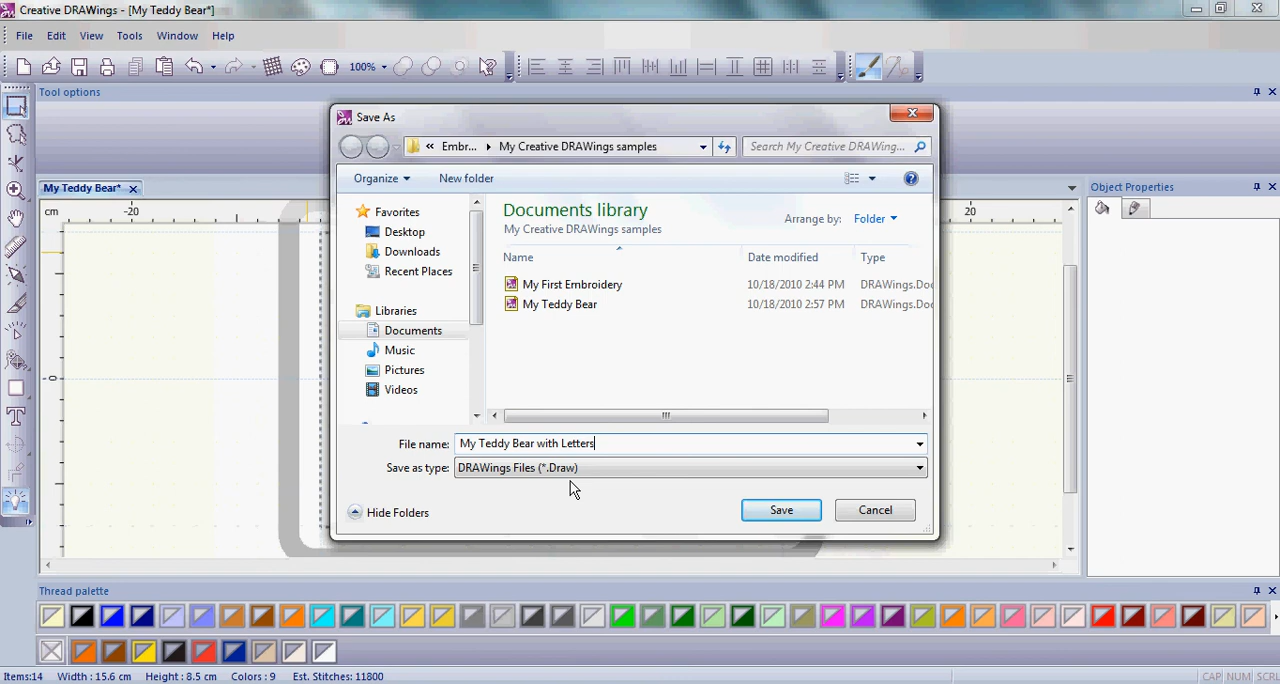 Creative DRAWings - [My Teddy Bear*]
File Edit View Tools Window Help
100%
Tool options
My Teddy Bear*
cm -20 20
0
Object Properties
Save As
« Embr... My Creative DRAWings samples
Search My Creative DRAWing...
Organize New folder
Favorites
Desktop
Downloads
Recent Places
Libraries
Documents
Music
Pictures
Videos
Documents library
My Creative DRAWings samples
Arrange by: Folder
Name Date modified Type
My First Embroidery 10/18/2010 2:44 PM DRAWings.Doc
My Teddy Bear 10/18/2010 2:57 PM DRAWings.Doc
File name: My Teddy Bear with Letters
Save as type: DRAWings Files (*.Draw)
Hide Folders
Save Cancel
Thread palette
Items:14 Width : 15.6 cm Height : 8.5 cm Colors : 9 Est. Stitches: 11800
CAP NUM SCRL